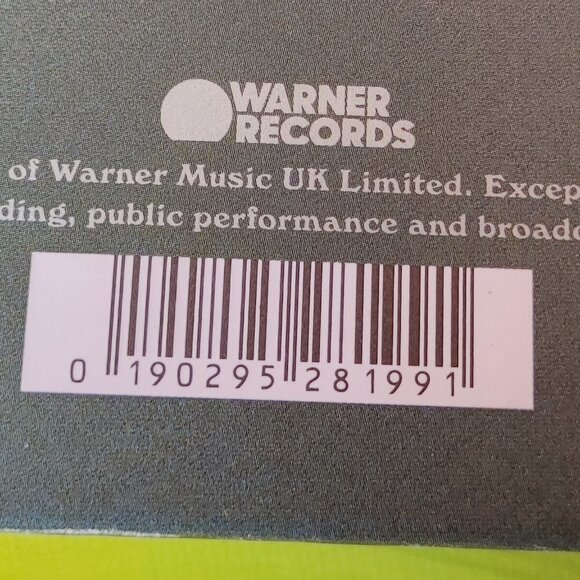 WARNER
RECORDS
of Warner Music UK Limited. Excep
ding, public performance and broadc
0 190295 281991